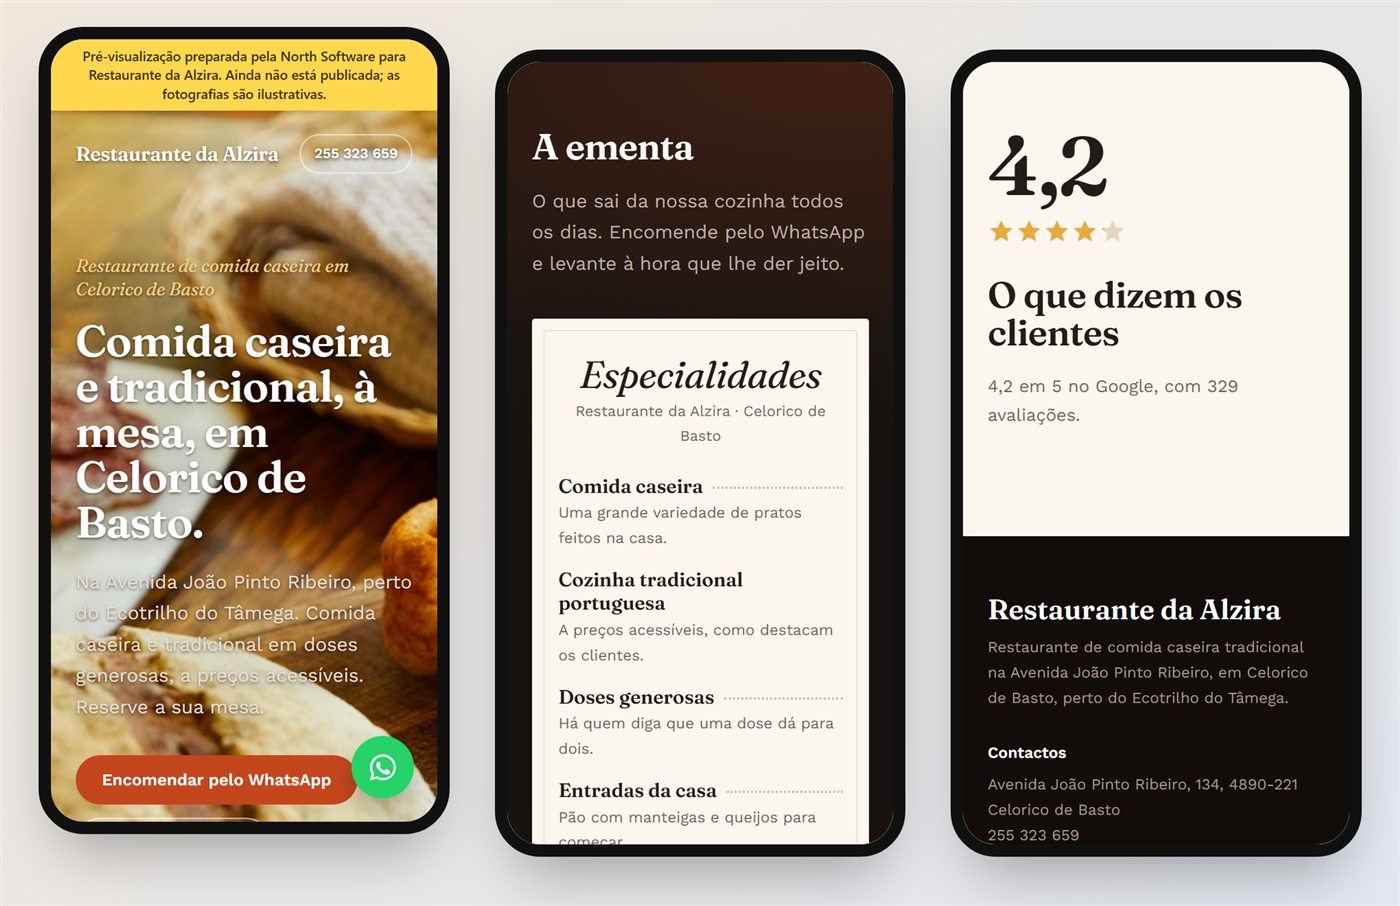 Pré-visualização preparada pela North Software para
Restaurante da Alzira. Ainda não está publicada; as
fotografias são ilustrativas.
Restaurante da Alzira
255 323 659
Restaurante de comida caseira em
Celorico de Basto
Comida caseira
e tradicional, à
mesa, em
Celorico de
Basto.
Na Avenida João Pinto Ribeiro, perto
do Ecotrilho do Tâmega. Comida
caseira e tradicional em doses
generosas, a preços acessíveis.
Reserve a sua mesa.
Encomendar pelo WhatsApp
A ementa
O que sai da nossa cozinha todos
os dias. Encomende pelo WhatsApp
e levante à hora que lhe der jeito.
Especialidades
Restaurante da Alzira · Celorico de
Basto
Comida caseira
Uma grande variedade de pratos
feitos na casa.
Cozinha tradicional
portuguesa
A preços acessíveis, como destacam
os clientes.
Doses generosas
Há quem diga que uma dose dá para
dois.
Entradas da casa
Pão com manteigas e queijos para
começar.
4,2
O que dizem os
clientes
4,2 em 5 no Google, com 329
avaliações.
Restaurante da Alzira
Restaurante de comida caseira tradicional
na Avenida João Pinto Ribeiro, em Celorico
de Basto, perto do Ecotrilho do Tâmega.
Contactos
Avenida João Pinto Ribeiro, 134, 4890-221
Celorico de Basto
255 323 659